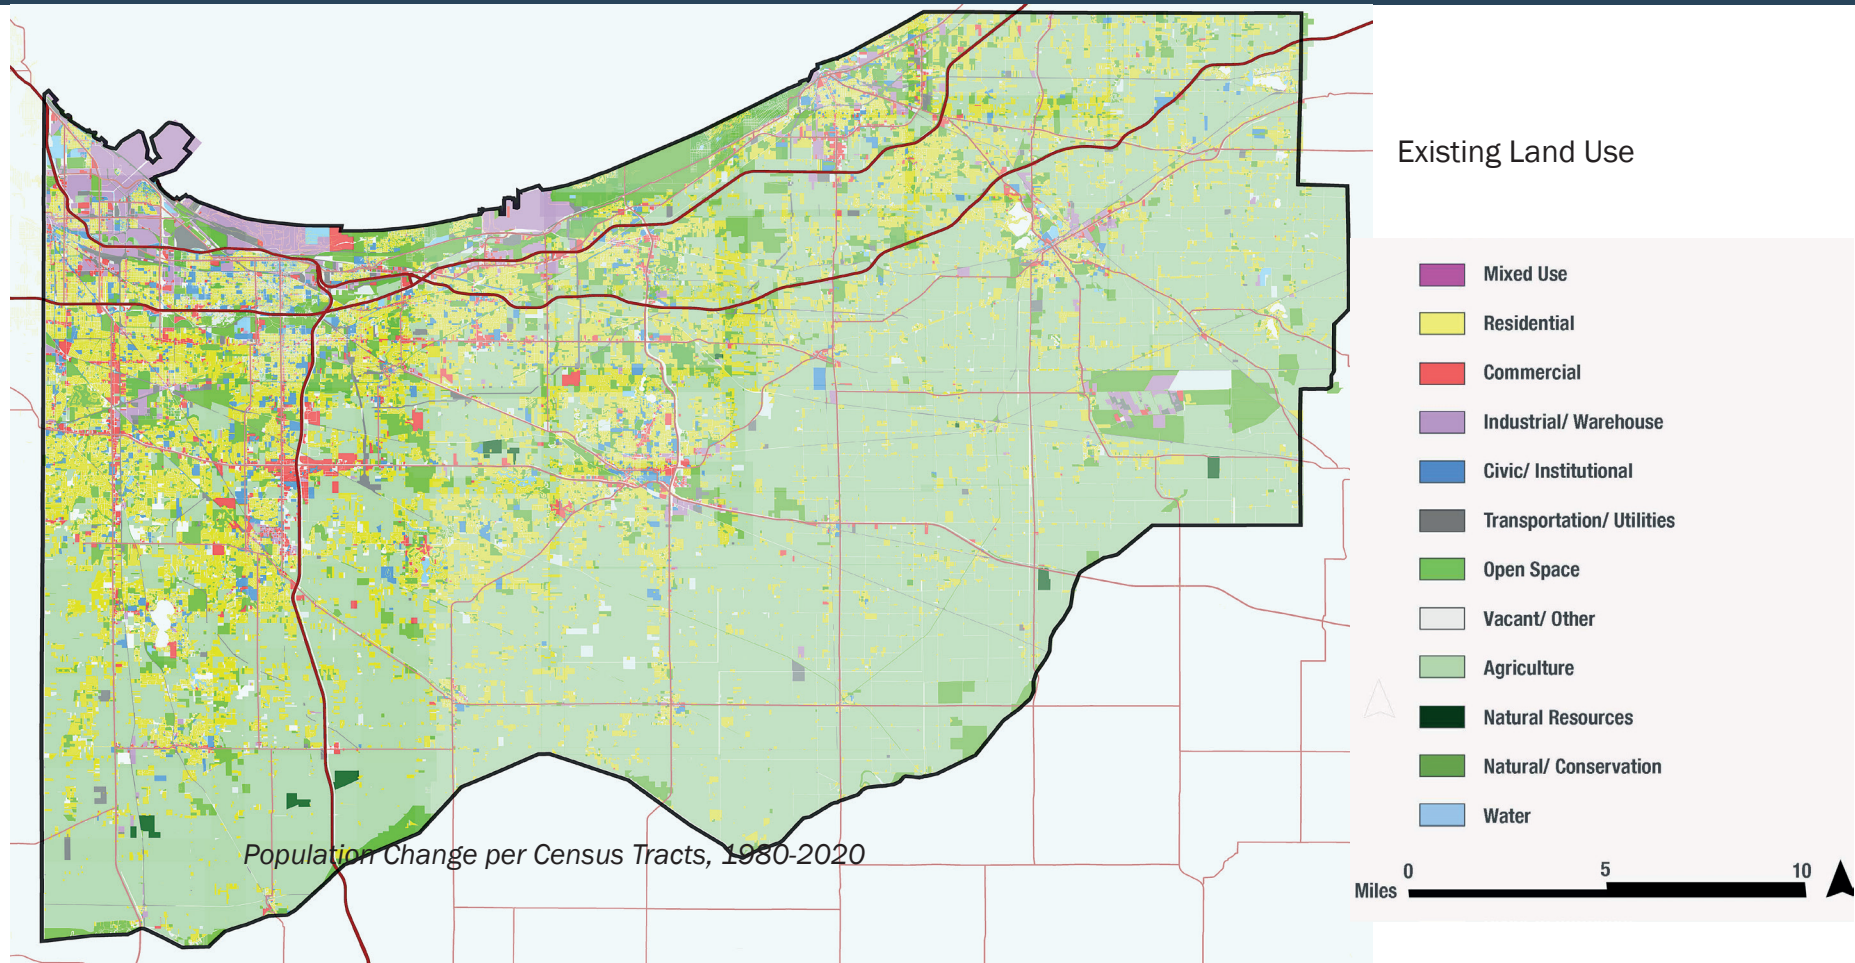 Existing Land Use
Mixed Use
Residential
Commercial
Industrial/ Warehouse
Civic/ Institutional
Transportation/ Utilities
Open Space
Vacant/ Other
Agriculture
Natural Resources
Natural/ Conservation
Water
0 5 10
Miles
Population Change per Census Tracts, 1980-2020